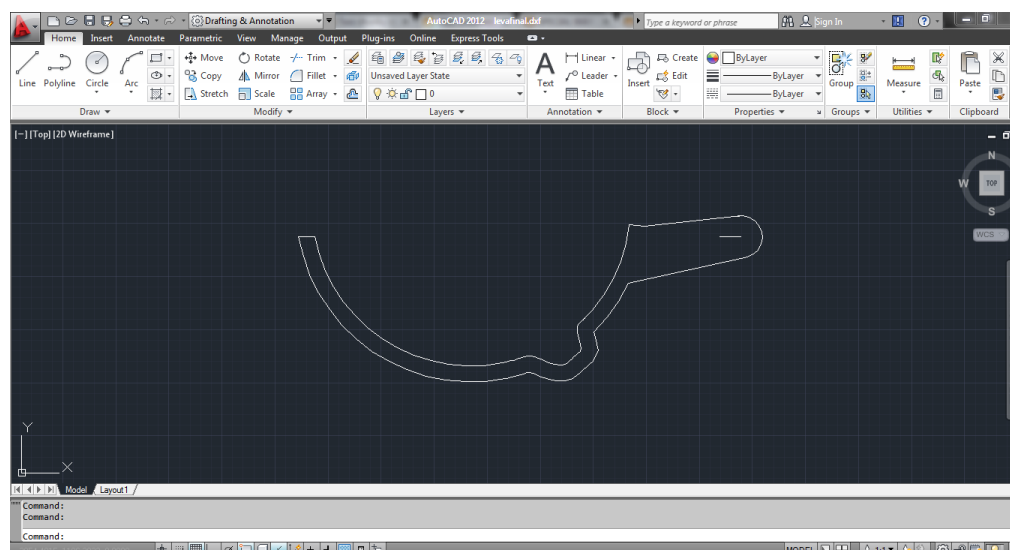 Drafting & Annotation AutoCAD 2012 levafinal.dxf Type a keyword or phrase Sign In
Home Insert Annotate Parametric View Manage Output Plug-ins Online Express Tools
Line Polyline Circle Arc
Move Rotate Trim
Copy Mirror Fillet
Stretch Scale Array
Unsaved Layer State
0
Text
Linear
Leader
Table
Insert
Create
Edit
ByLayer
ByLayer
ByLayer
Group
Measure
Paste
Draw Modify Layers Annotation Block Properties Groups Utilities Clipboard
[−] [Top] [2D Wireframe]
N
W TOP
S
WCS
Y
X
Model Layout1
Command:
Command:
Command:
MODEL 1:1